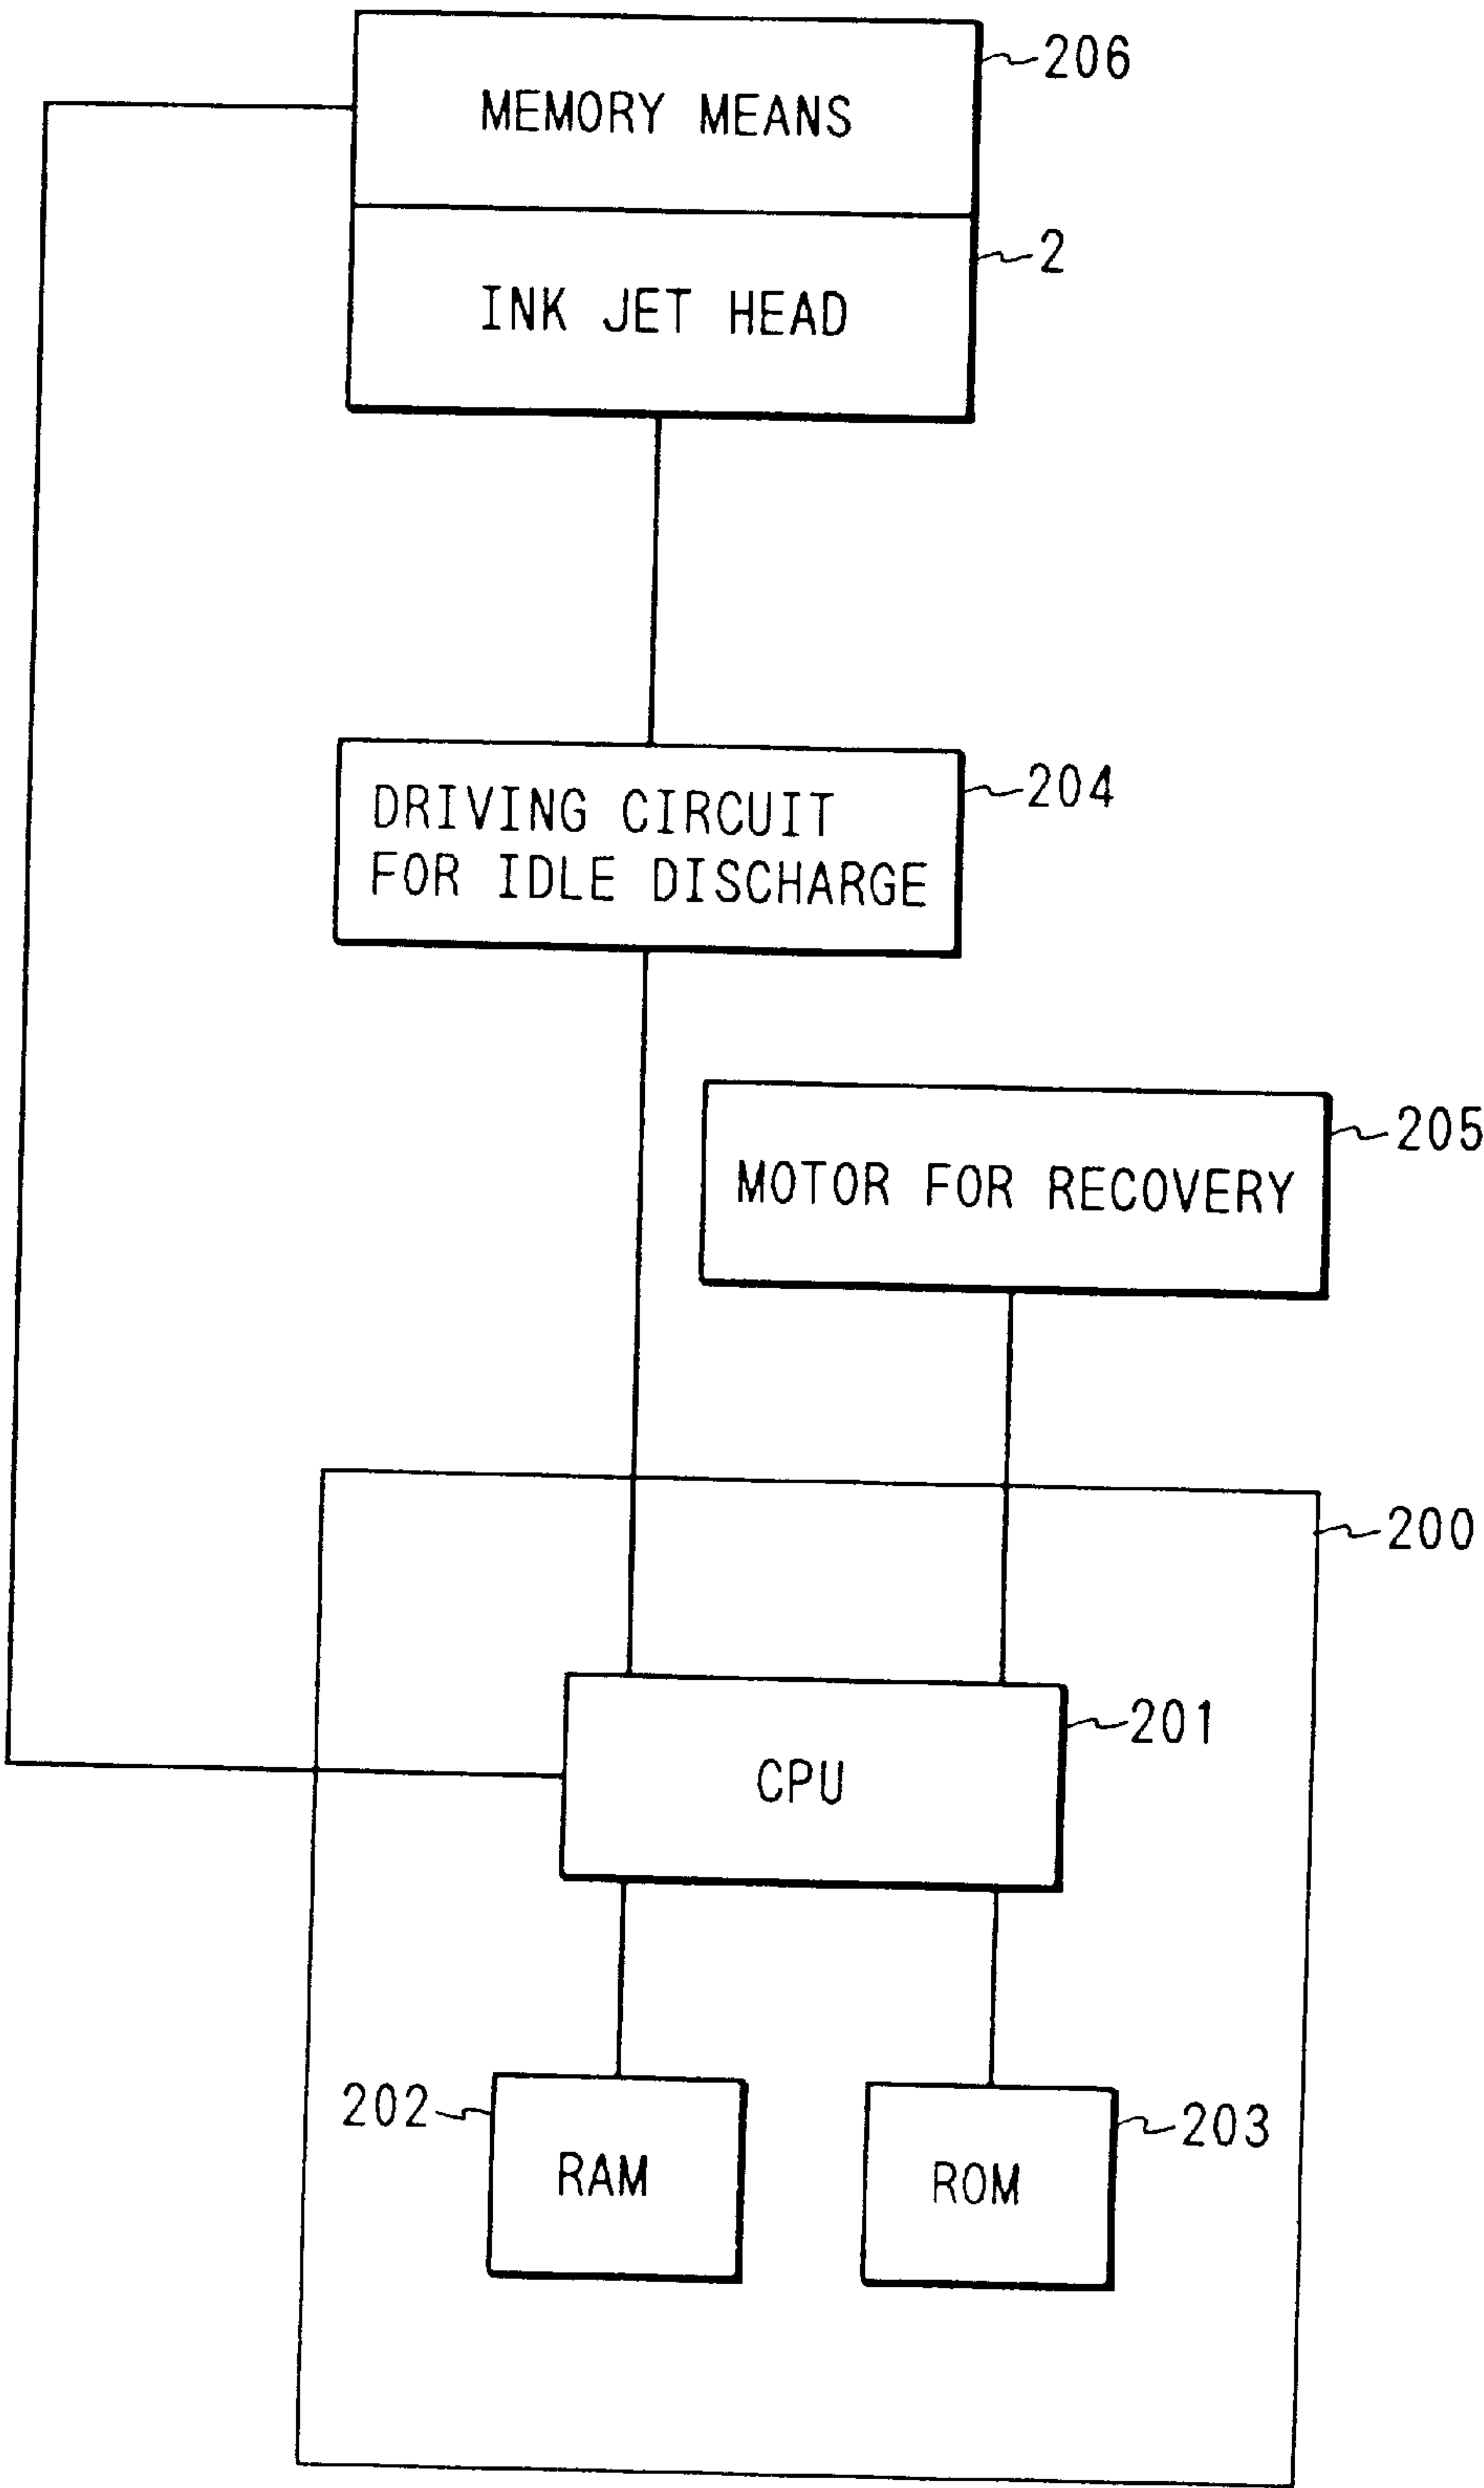 206
MEMORY MEANS
2
INK JET HEAD
204
DRIVING CIRCUIT
FOR IDLE DISCHARGE
205
MOTOR FOR RECOVERY
200
201
CPU
202
RAM
203
ROM